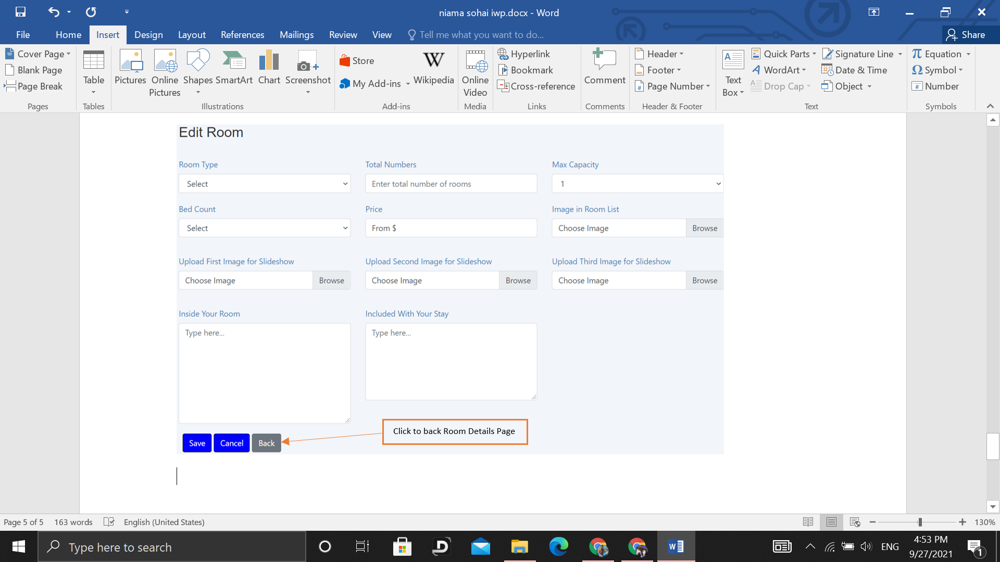 niama sohai iwp.docx - Word
File Home Insert Design Layout References Mailings Review View Tell me what you want to do... Share
Cover Page
Blank Page
Page Break
Pages
Table
Tables
Pictures
Online Pictures
Shapes
SmartArt
Chart
Screenshot
Illustrations
Store
My Add-ins
W
Wikipedia
Add-ins
Online Video
Media
Hyperlink
Bookmark
Cross-reference
Links
Comment
Comments
Header
Footer
Page Number
Header & Footer
Text Box
Quick Parts
WordArt
Drop Cap
Signature Line
Date & Time
Object
Text
Equation
Symbol
Number
Symbols
Edit Room
Room Type Total Numbers Max Capacity
Select Enter total number of rooms 1
Bed Count Price Image in Room List
Select From $ Choose Image Browse
Upload First Image for Slideshow Upload Second Image for Slideshow Upload Third Image for Slideshow
Choose Image Browse Choose Image Browse Choose Image Browse
Inside Your Room Included With Your Stay
Type here... Type here...
Click to back Room Details Page
Save Cancel Back
Page 5 of 5 163 words English (United States) 130%
Type here to search
ENG
4:53 PM
9/27/2021
1